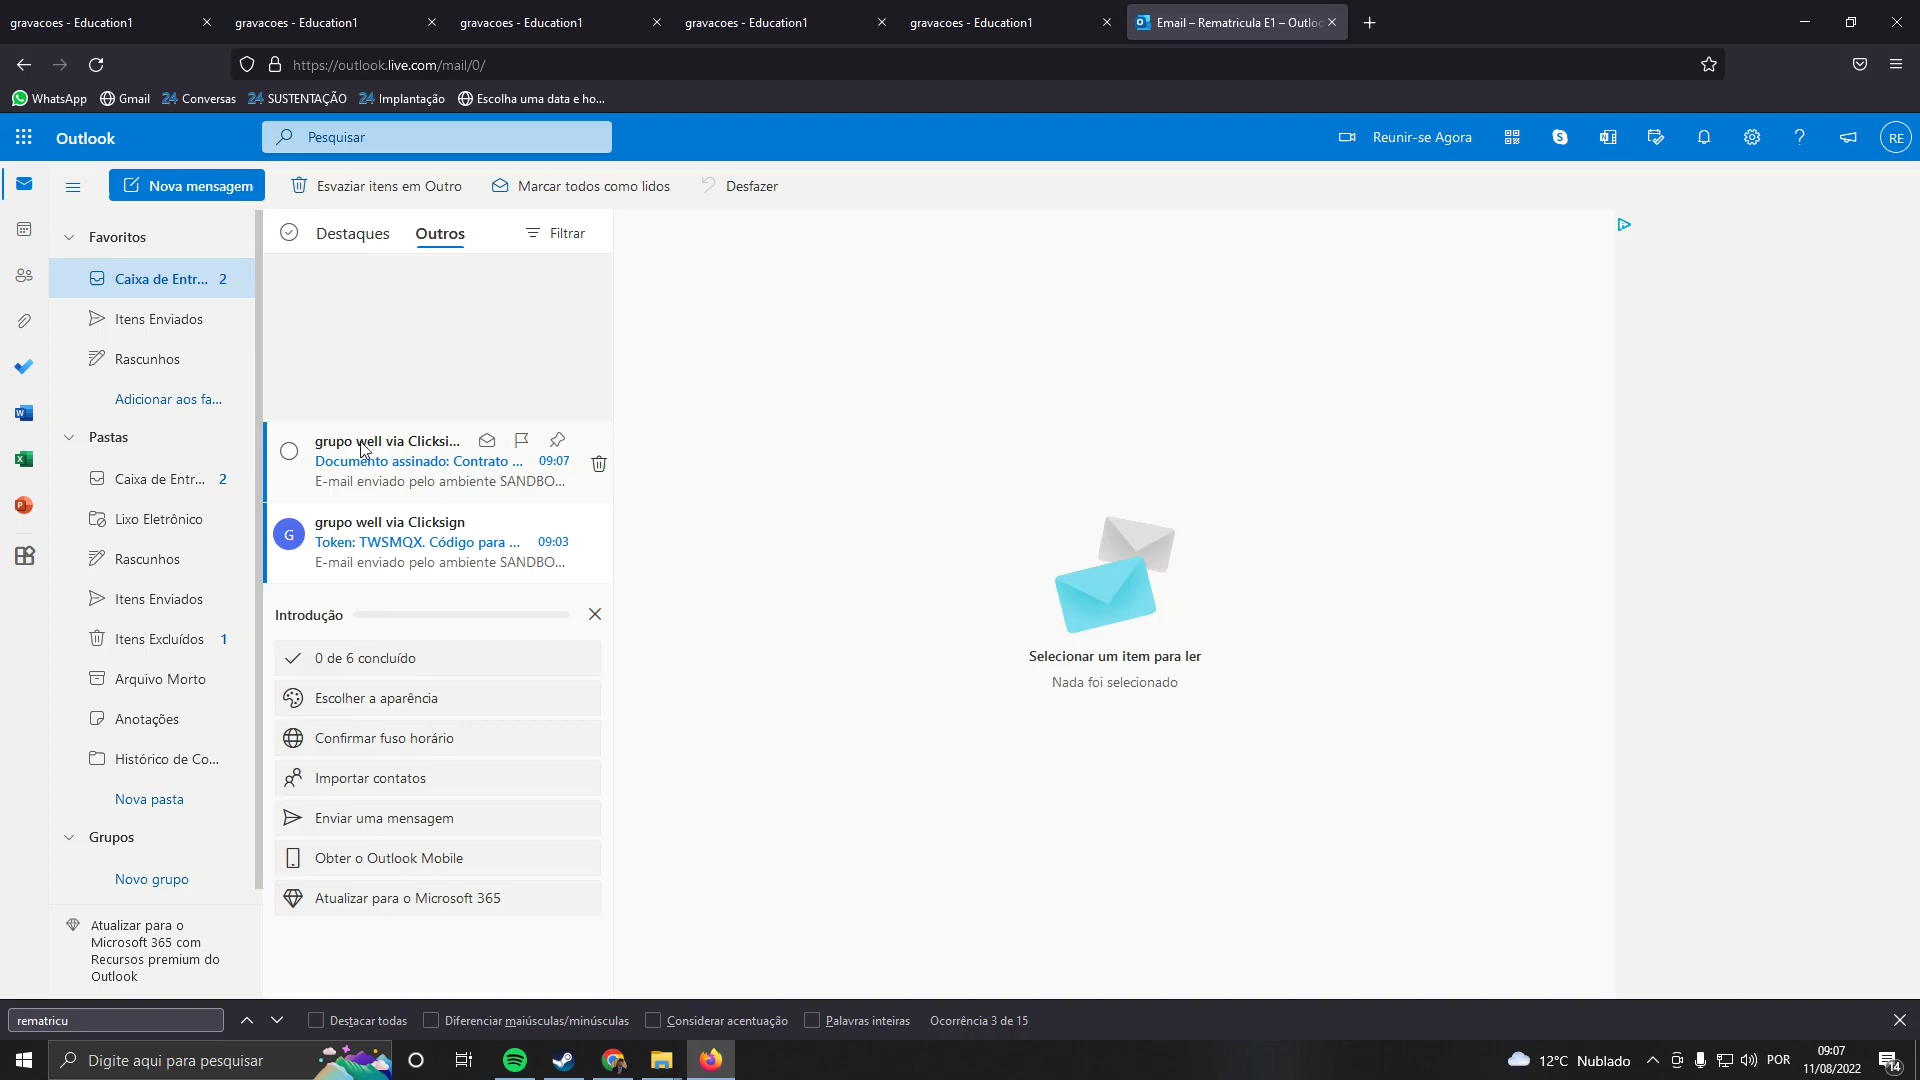 gravacoes - Education1
gravacoes - Education1
gravacoes - Education1
gravacoes - Education1
gravacoes - Education1
Email – Rematricula E1 – Outloo
https://outlook.live.com/mail/0/
WhatsApp
Gmail
24 Conversas
24 SUSTENTAÇÃO
24 Implantação
Escolha uma data e ho...
Outlook
Pesquisar
Reunir-se Agora
RE
Nova mensagem
Esvaziar itens em Outro
Marcar todos como lidos
Desfazer
Favoritos
Caixa de Entr... 2
Itens Enviados
Rascunhos
Adicionar aos fa...
Pastas
Caixa de Entr... 2
Lixo Eletrônico
Rascunhos
Itens Enviados
Itens Excluídos 1
Arquivo Morto
Anotações
Histórico de Co...
Nova pasta
Grupos
Novo grupo
Atualizar para o
Microsoft 365 com
Recursos premium do
Outlook
Destaques
Outros
Filtrar
grupo well via Clicksi...
Documento assinado: Contrato ... 09:07
E-mail enviado pelo ambiente SANDBO...
G
grupo well via Clicksign
Token: TWSMQX. Código para ... 09:03
E-mail enviado pelo ambiente SANDBO...
Introdução
0 de 6 concluído
Escolher a aparência
Confirmar fuso horário
Importar contatos
Enviar uma mensagem
Obter o Outlook Mobile
Atualizar para o Microsoft 365
Selecionar um item para ler
Nada foi selecionado
rematricu
Destacar todas
Diferenciar maiúsculas/minúsculas
Considerar acentuação
Palavras inteiras
Ocorrência 3 de 15
Digite aqui para pesquisar
12°C Nublado
POR
09:07
11/08/2022
14